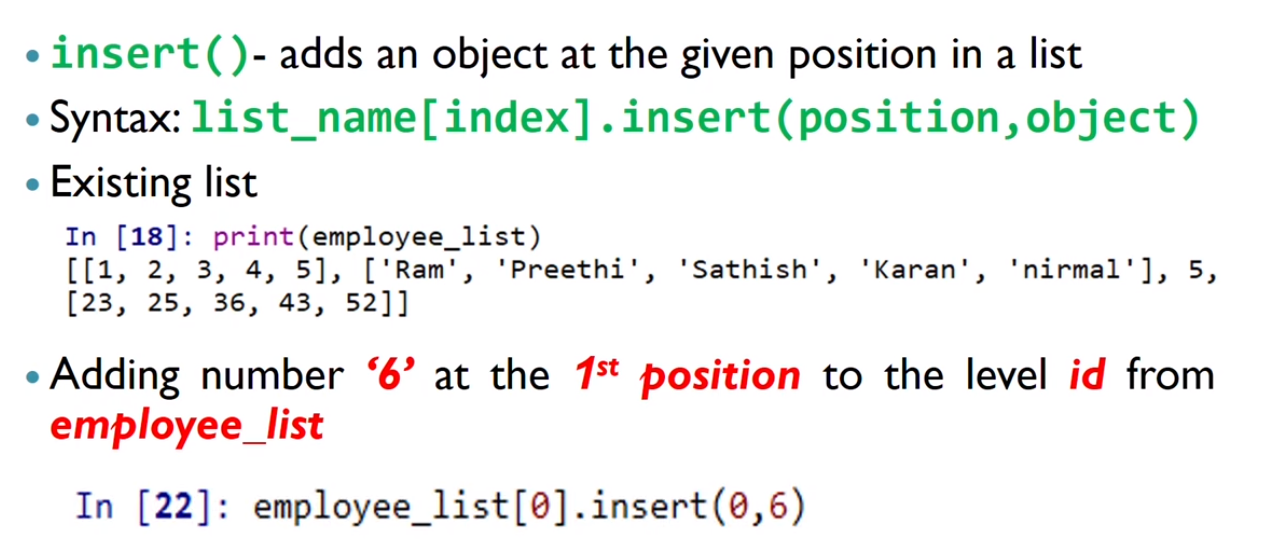 • insert()- adds an object at the given position in a list
• Syntax: list_name[index].insert(position,object)
• Existing list
In [18]: print(employee_list)
[[1, 2, 3, 4, 5], ['Ram', 'Preethi', 'Sathish', 'Karan', 'nirmal'], 5,
[23, 25, 36, 43, 52]]
• Adding number ‘6’ at the 1st position to the level id from
employee_list
In [22]: employee_list[0].insert(0,6)